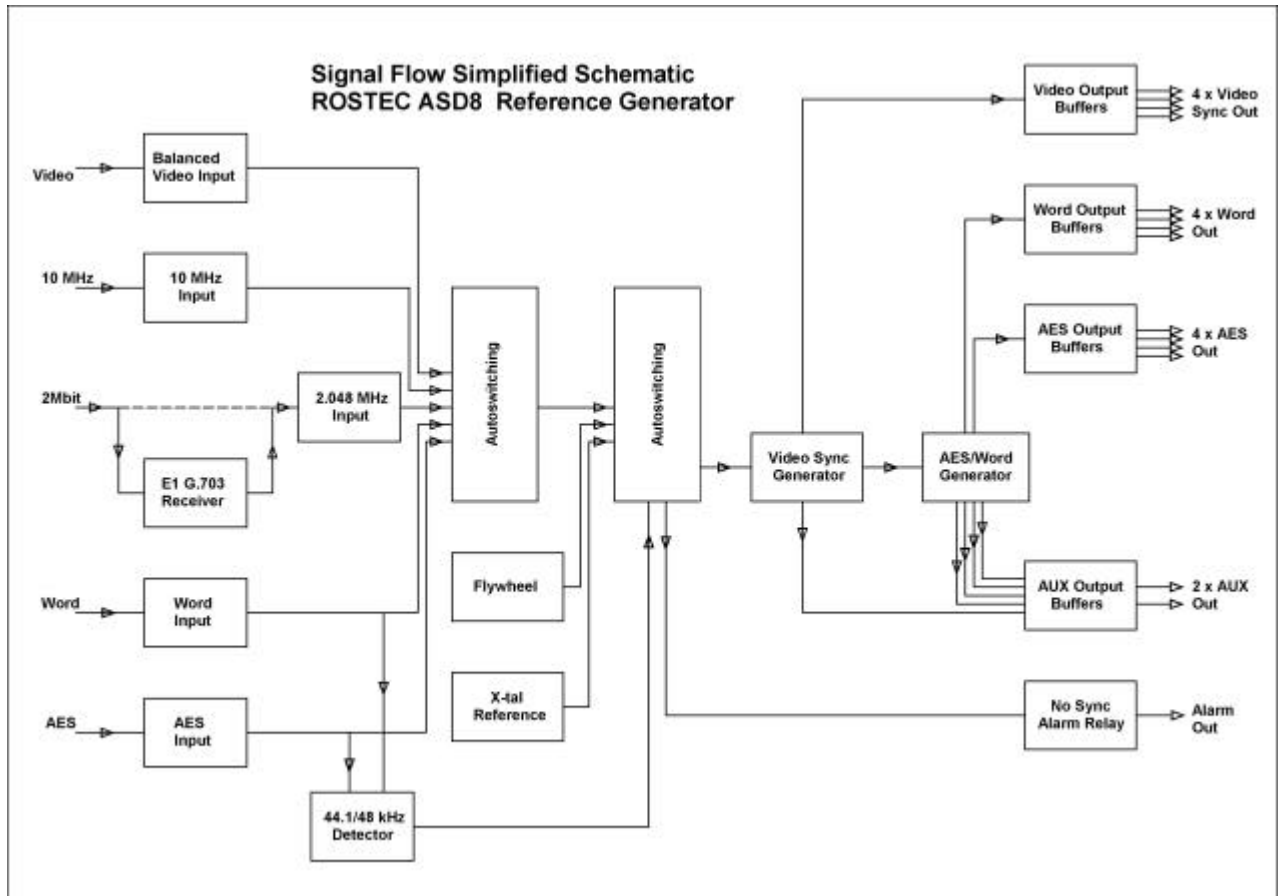 Signal Flow Simplified Schematic
ROSTEC ASD8 Reference Generator
Video
Balanced
Video Input
10 MHz
10 MHz
Input
2Mbit
2.048 MHz
Input
E1 G.703
Receiver
Word
Word
Input
AES
AES
Input
44.1/48 kHz
Detector
Autoswitching
Flywheel
X-tal
Reference
Autoswitching
Video Sync
Generator
AES/Word
Generator
Video Output
Buffers
4 x Video
Sync Out
Word Output
Buffers
4 x Word
Out
AES Output
Buffers
4 x AES
Out
AUX Output
Buffers
2 x AUX
Out
No Sync
Alarm Relay
Alarm
Out